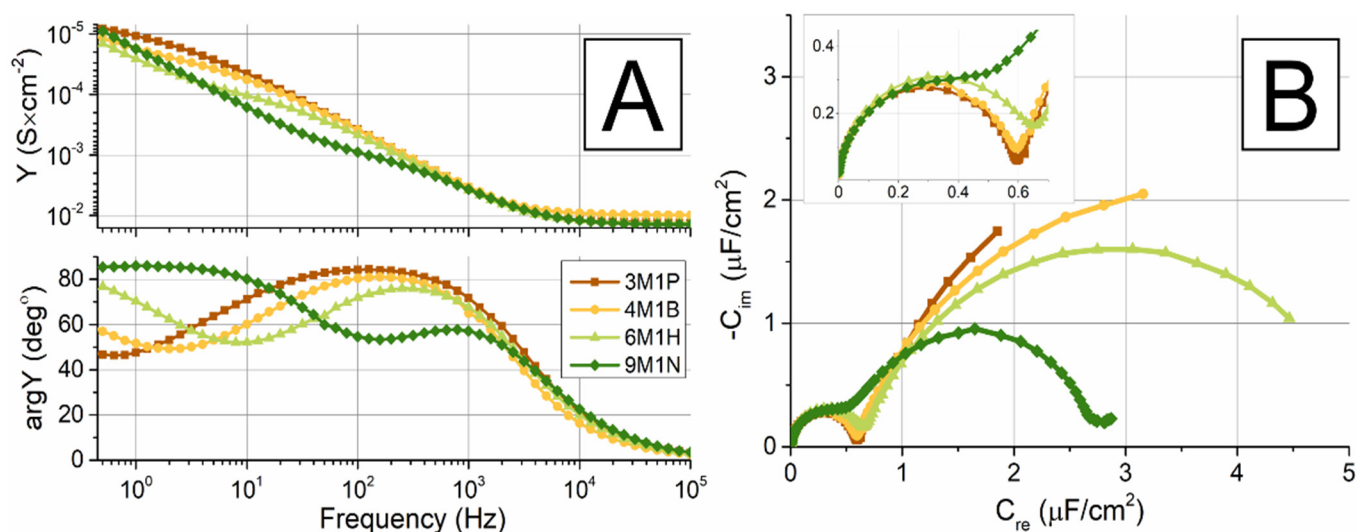 A
10⁻⁵
10⁻⁴
10⁻³
10⁻²
Y (S×cm⁻²)
80
60
40
20
0
argY (deg°)
3M1P
4M1B
6M1H
9M1N
10⁰
10¹
10²
10³
10⁴
10⁵
Frequency (Hz)
B
0.4
0.2
0
0.2
0.4
0.6
3
2
1
0
-C_im (μF/cm²)
0
1
2
3
4
5
C_re (μF/cm²)